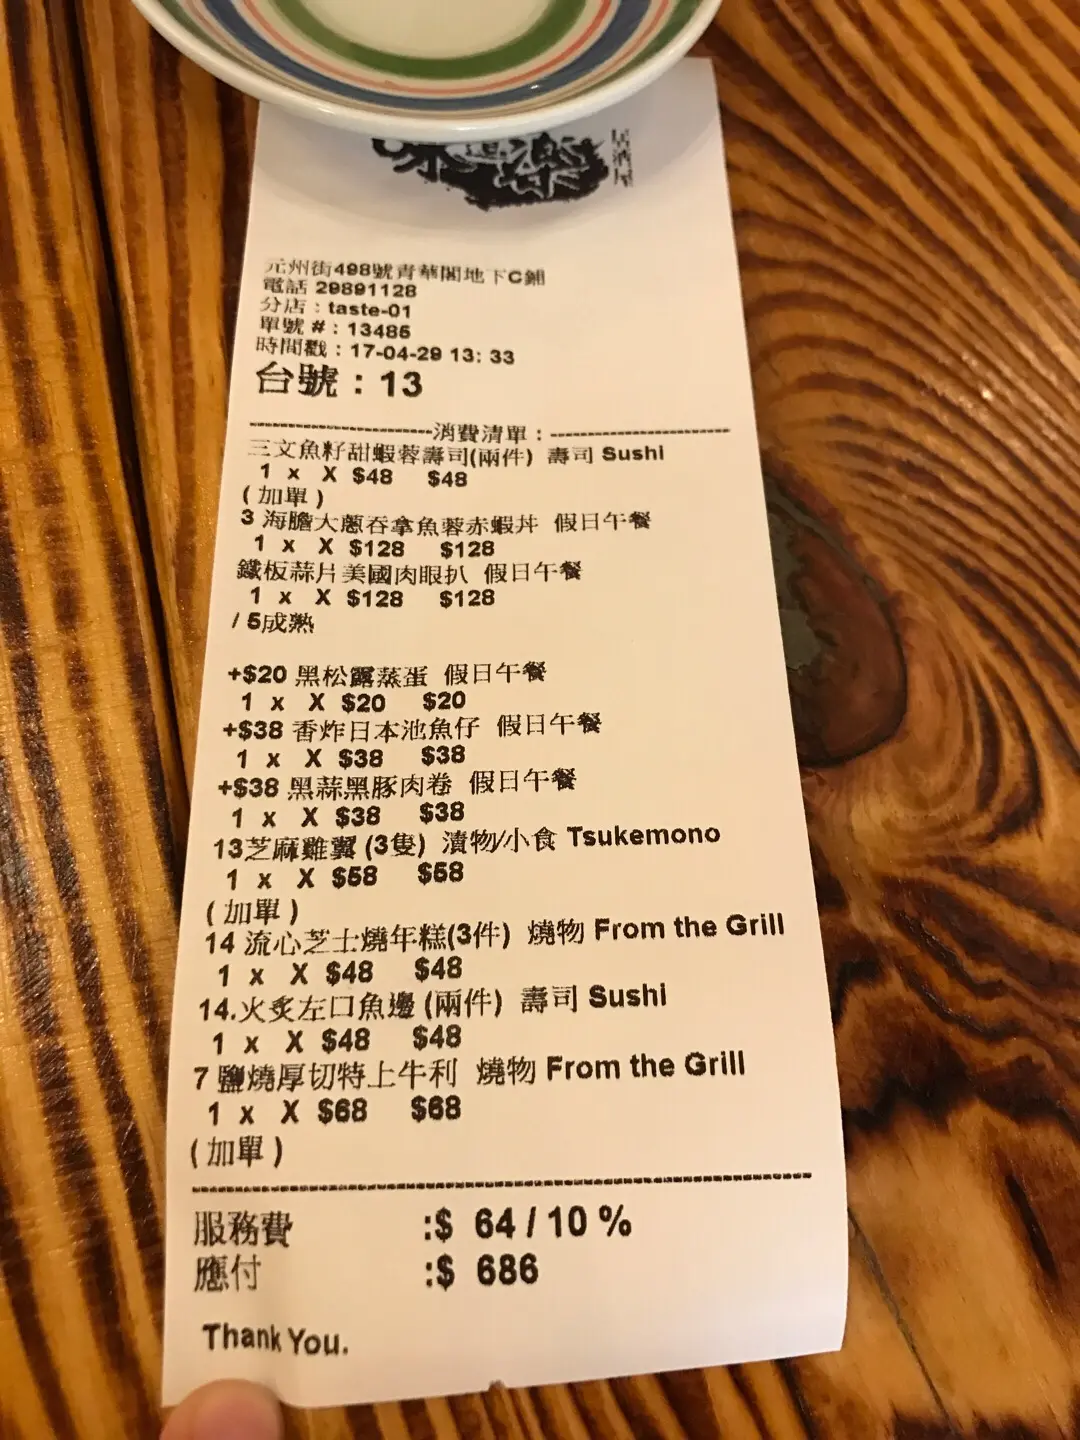 味道樂
居酒屋
元州街498號青華閣地下C鋪
電話 29891128
分店：taste-01
單號 #：13485
時間戳：17-04-29 13: 33
台號：13
-----------------------消費清單：-----------------------
三文魚籽甜蝦蓉壽司(兩件) 壽司 Sushi
1 x X $48 $48
(加單)
3 海膽大蔥吞拿魚蓉赤蝦丼 假日午餐
1 x X $128 $128
鐵板蒜片美國肉眼扒 假日午餐
1 x X $128 $128
/ 5成熟
+$20 黑松露蒸蛋 假日午餐
1 x X $20 $20
+$38 香炸日本池魚仔 假日午餐
1 x X $38 $38
+$38 黑蒜黑豚肉卷 假日午餐
1 x X $38 $38
13芝麻雞翼 (3隻) 漬物/小食 Tsukemono
1 x X $58 $58
(加單)
14 流心芝士燒年糕(3件) 燒物 From the Grill
1 x X $48 $48
14.火炙左口魚邊 (兩件) 壽司 Sushi
1 x X $48 $48
7 鹽燒厚切特上牛利 燒物 From the Grill
1 x X $68 $68
(加單)
服務費 :$ 64 / 10 %
應付 :$ 686
Thank You.